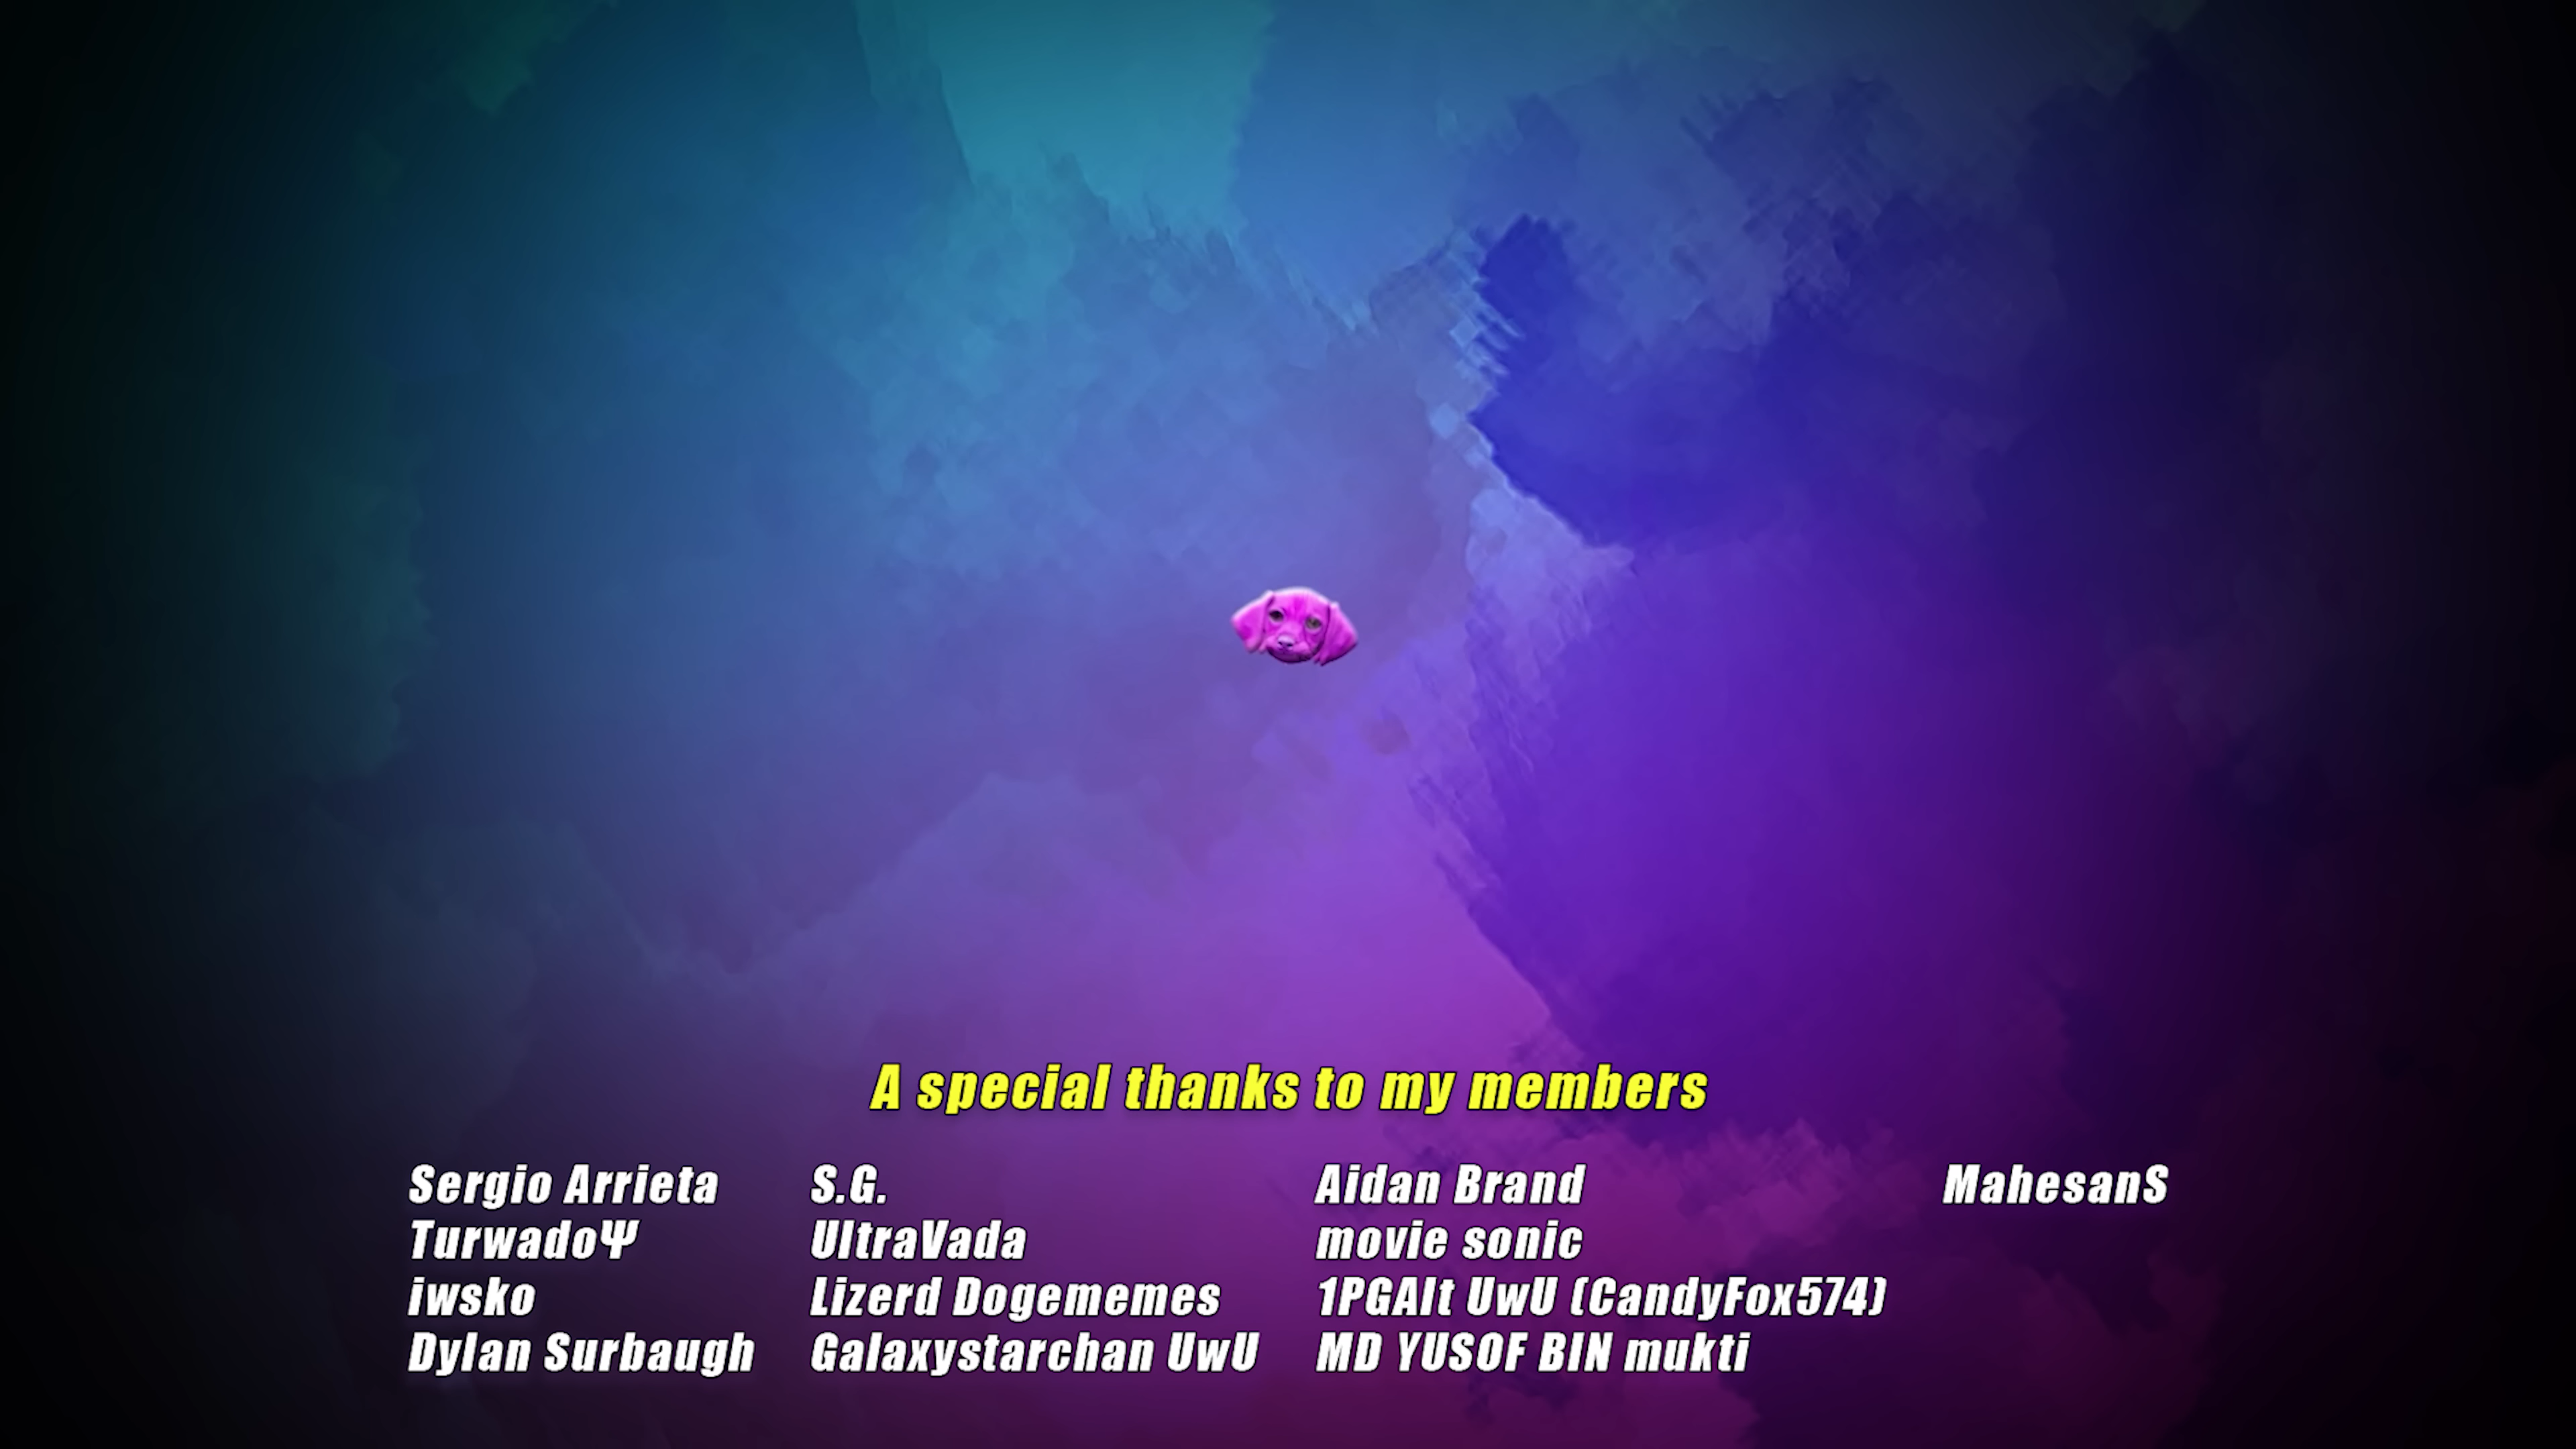 A special thanks to my members
Sergio Arrieta
TurwadoΨ
iwsko
Dylan Surbaugh
S.G.
UltraVada
Lizerd Dogememes
Galaxystarchan UwU
Aidan Brand
movie sonic
1PGAlt UwU (CandyFox574)
MD YUSOF BIN mukti
MahesanS